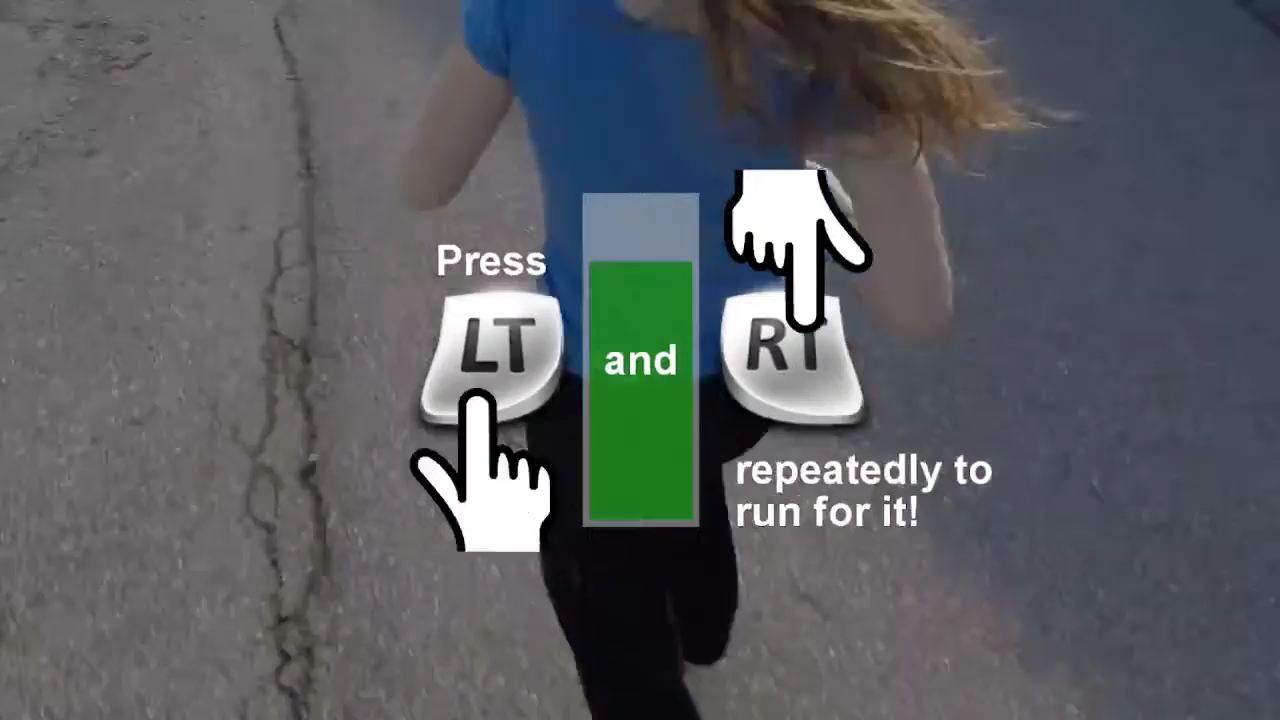 Press
LT
and
RT
repeatedly to
run for it!